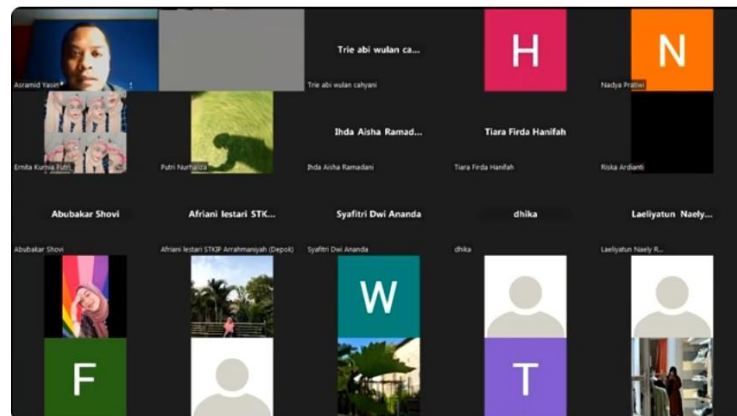 Trie abi wulan ca...
H
N
Asramid Yasin
Trie abi wulan cahyani
Nadya Pratiwi
Ihda Aisha Ramad...
Tiara Firda Hanifah
Ernita Kurnia Putri
Putri Nurhaliza
Ihda Aisha Ramadani
Tiara Firda Hanifah
Riska Ardianti
Abubakar Shovi
Afriani lestari STK...
Syafitri Dwi Ananda
dhika
Laeliyatun Naely...
Abubakar Shovi
Afriani lestari STKIP Arrahmaniyah (Depok)
Syafitri Dwi Ananda
dhika
Laeliyatun Naely R...
W
F
T